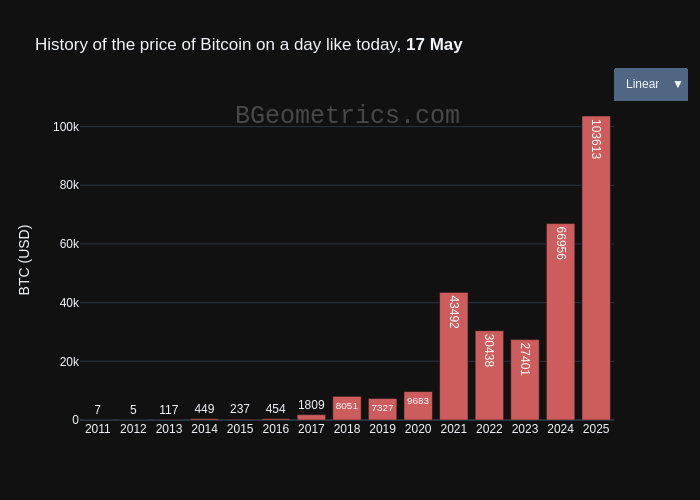 History of the price of Bitcoin on a day like today, 17 May
Linear ▼
BGeometrics.com
BTC (USD)
100k
80k
60k
40k
20k
0
7
5
117
449
237
454
1809
8051
7327
9683
43492
30438
27401
66956
103613
2011 2012 2013 2014 2015 2016 2017 2018 2019 2020 2021 2022 2023 2024 2025